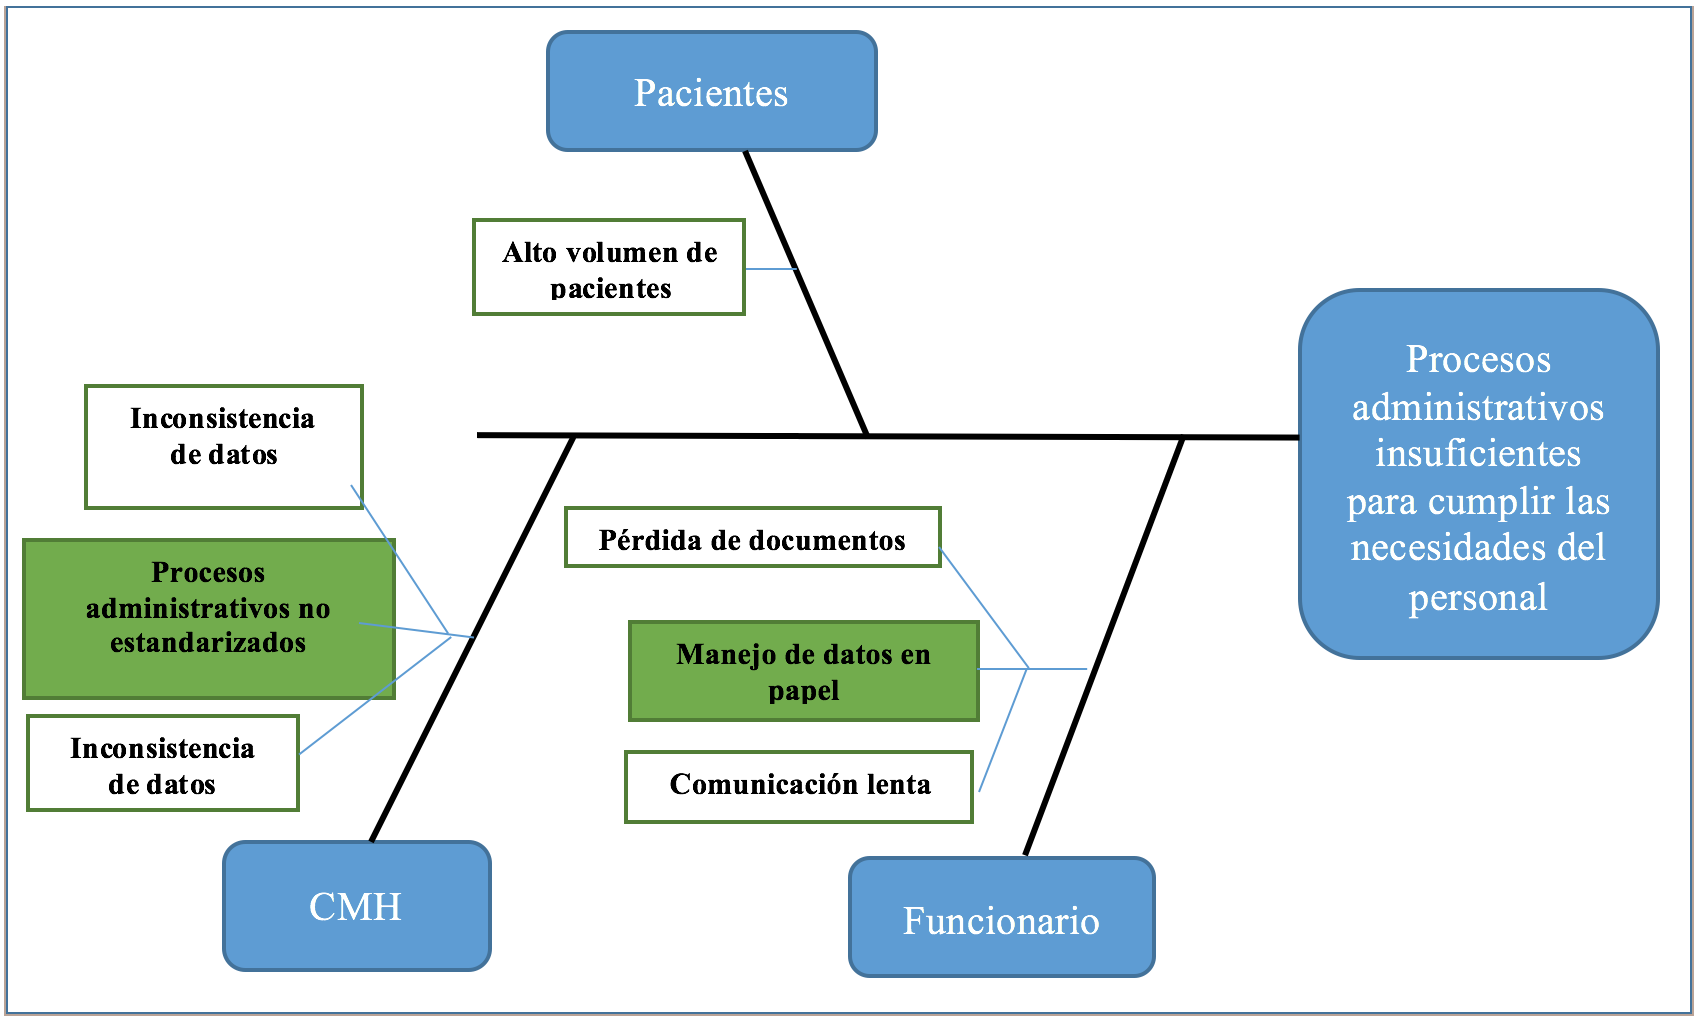 Pacientes
Alto volumen de
pacientes
Inconsistencia
de datos
Procesos
administrativos no
estandarizados
Inconsistencia
de datos
CMH
Pérdida de documentos
Manejo de datos en
papel
Comunicación lenta
Funcionario
Procesos
administrativos
insuficientes
para cumplir las
necesidades del
personal